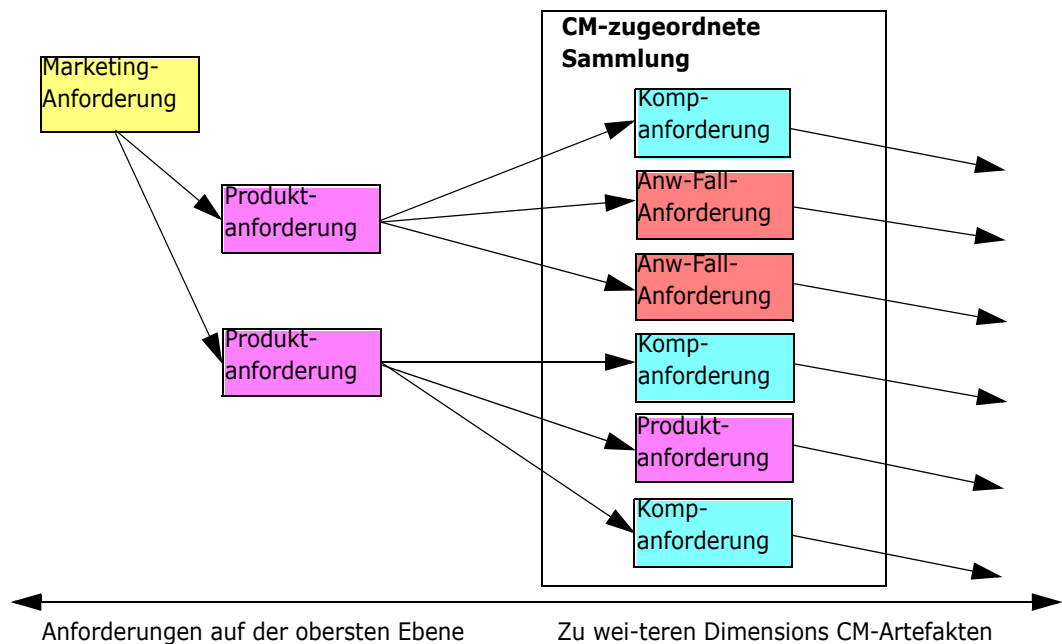 CM-zugeordnete
Sammlung
Marketing-
Anforderung
Produkt-
anforderung
Produkt-
anforderung
Komp-
anforderung
Anw-Fall-
Anforderung
Anw-Fall-
Anforderung
Komp-
anforderung
Produkt-
anforderung
Komp-
anforderung
Anforderungen auf der obersten Ebene
Zu wei-teren Dimensions CM-Artefakten